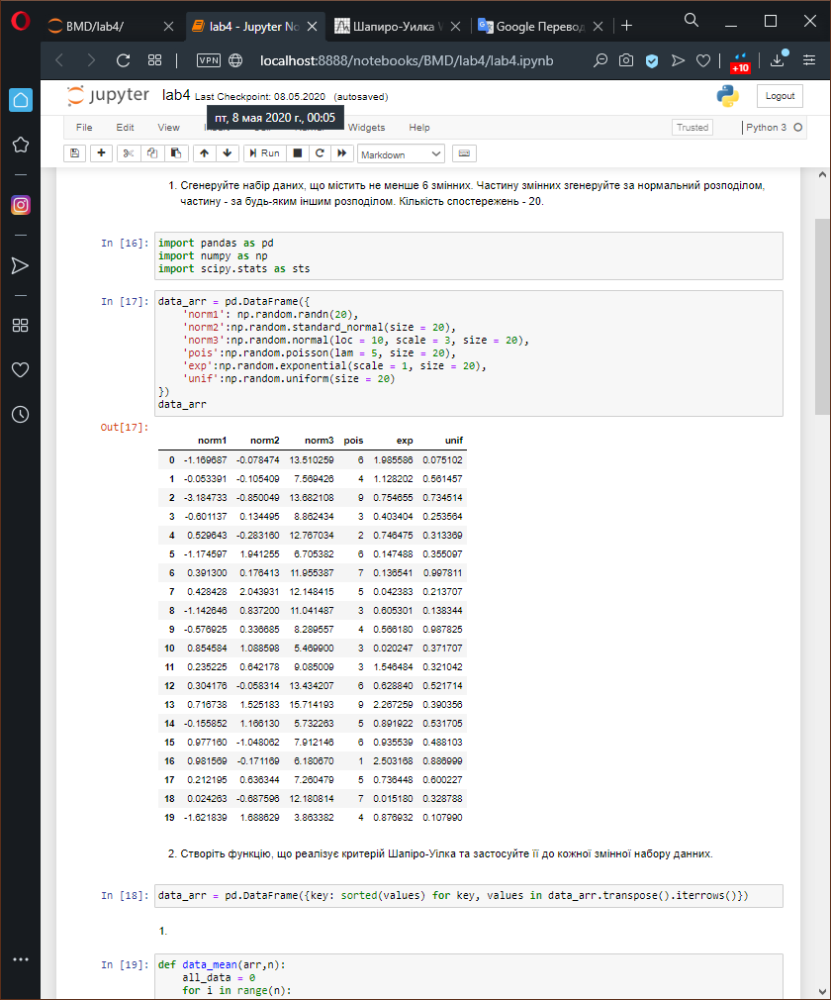 BMD/lab4/
lab4 - Jupyter No
Шапиро-Уилка W
Google Перевод
VPN
localhost:8888/notebooks/BMD/lab4/lab4.ipynb
+10
jupyter lab4 Last Checkpoint: 08.05.2020 (autosaved)
Logout
пт, 8 мая 2020 г., 00:05
File Edit View Widgets Help
Trusted Python 3
Run Markdown
1. Сгенеруйте набір даних, що містить не менше 6 змінних. Частину змінних згенеруйте за нормальний розподілом,
частину - за будь-яким іншим розподілом. Кількість спостережень - 20.
In [16]: import pandas as pd
import numpy as np
import scipy.stats as sts
In [17]: data_arr = pd.DataFrame({
'norm1': np.random.randn(20),
'norm2':np.random.standard_normal(size = 20),
'norm3':np.random.normal(loc = 10, scale = 3, size = 20),
'pois':np.random.poisson(lam = 5, size = 20),
'exp':np.random.exponential(scale = 1, size = 20),
'unif':np.random.uniform(size = 20)
})
data_arr
Out[17]:
norm1 norm2 norm3 pois exp unif
0 -1.169687 -0.078474 13.510259 6 1.985586 0.075102
1 -0.053391 -0.105409 7.569426 4 1.128202 0.561457
2 -3.184733 -0.850049 13.682108 9 0.754655 0.734514
3 -0.601137 0.134495 8.862434 3 0.403404 0.253564
4 0.529643 -0.283160 12.767034 2 0.746475 0.313369
5 -1.174597 1.941255 6.705382 6 0.147488 0.355097
6 0.391300 0.176413 11.955387 7 0.136541 0.997811
7 0.428428 2.043931 12.148415 5 0.042383 0.213707
8 -1.142646 0.837200 11.041487 3 0.605301 0.138344
9 -0.576925 0.336685 8.289557 4 0.566180 0.987825
10 0.854584 1.088598 5.469900 3 0.020247 0.371707
11 0.235225 0.642178 9.085009 3 1.546484 0.321042
12 0.304176 -0.058314 13.434207 6 0.628840 0.521714
13 0.716738 1.525183 15.714193 9 2.267259 0.390356
14 -0.155852 1.166130 5.732263 5 0.891922 0.531705
15 0.977160 -1.048062 7.912146 6 0.935539 0.488103
16 0.981569 -0.171169 6.180670 1 2.503168 0.886999
17 0.212195 0.636344 7.260479 5 0.736448 0.600227
18 0.024263 -0.687596 12.180814 7 0.015180 0.328788
19 -1.621839 1.688629 3.863382 4 0.876932 0.107990
2. Створіть функцію, що реалізує критерій Шапіро-Уілка та застосуйте її до кожної змінної набору данних.
In [18]: data_arr = pd.DataFrame({key: sorted(values) for key, values in data_arr.transpose().iterrows()})
1.
In [19]: def data_mean(arr,n):
all_data = 0
for i in range(n):